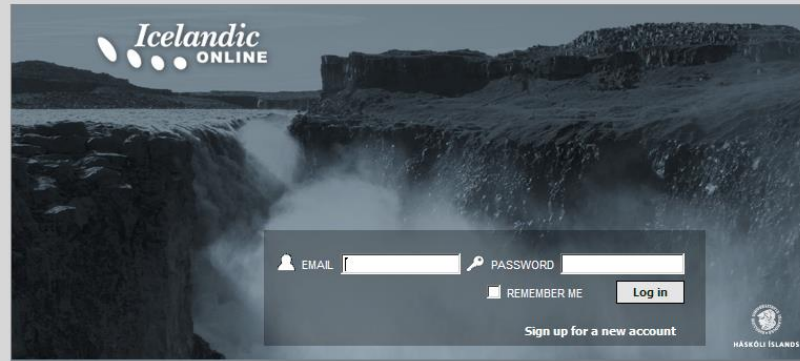 Icelandic
ONLINE
EMAIL
PASSWORD
REMEMBER ME
Log in
Sign up for a new account
HÁSKÓLI ÍSLANDS